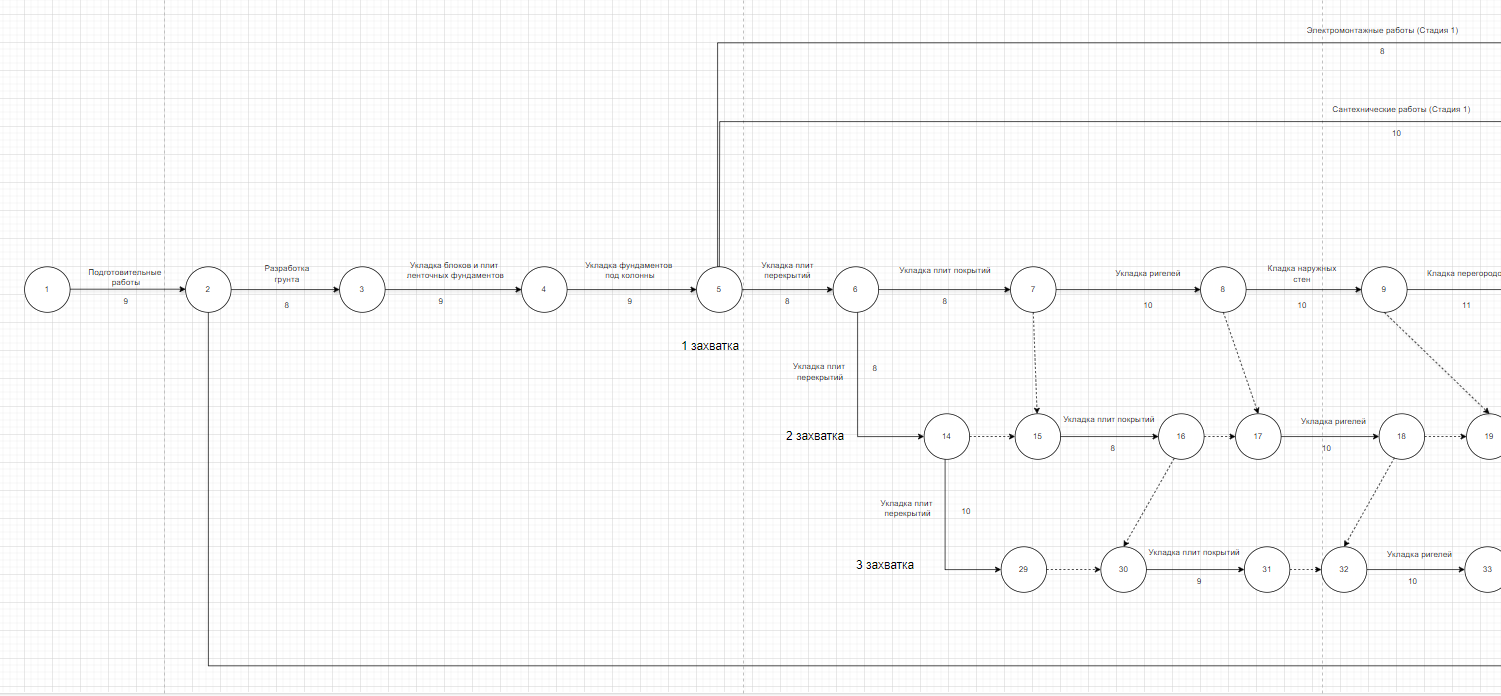 Электромонтажные работы (Стадия 1)
8
Сантехнические работы (Стадия 1)
10
1
Подготовительные
работы
9
2
Разработка
грунта
8
3
Укладка блоков и плит
ленточных фундаментов
9
4
Укладка фундаментов
под колонны
9
5
Укладка плит
перекрытий
8
6
Укладка плит покрытий
8
7
Укладка ригелей
10
8
Кладка наружных
стен
10
9
Кладка перегородо
11
1 захватка
Укладка плит
перекрытий
8
2 захватка
14
15
Укладка плит покрытий
8
16
17
Укладка ригелей
10
18
19
Укладка плит
перекрытий
10
3 захватка
29
30
Укладка плит покрытий
9
31
32
Укладка ригелей
10
33